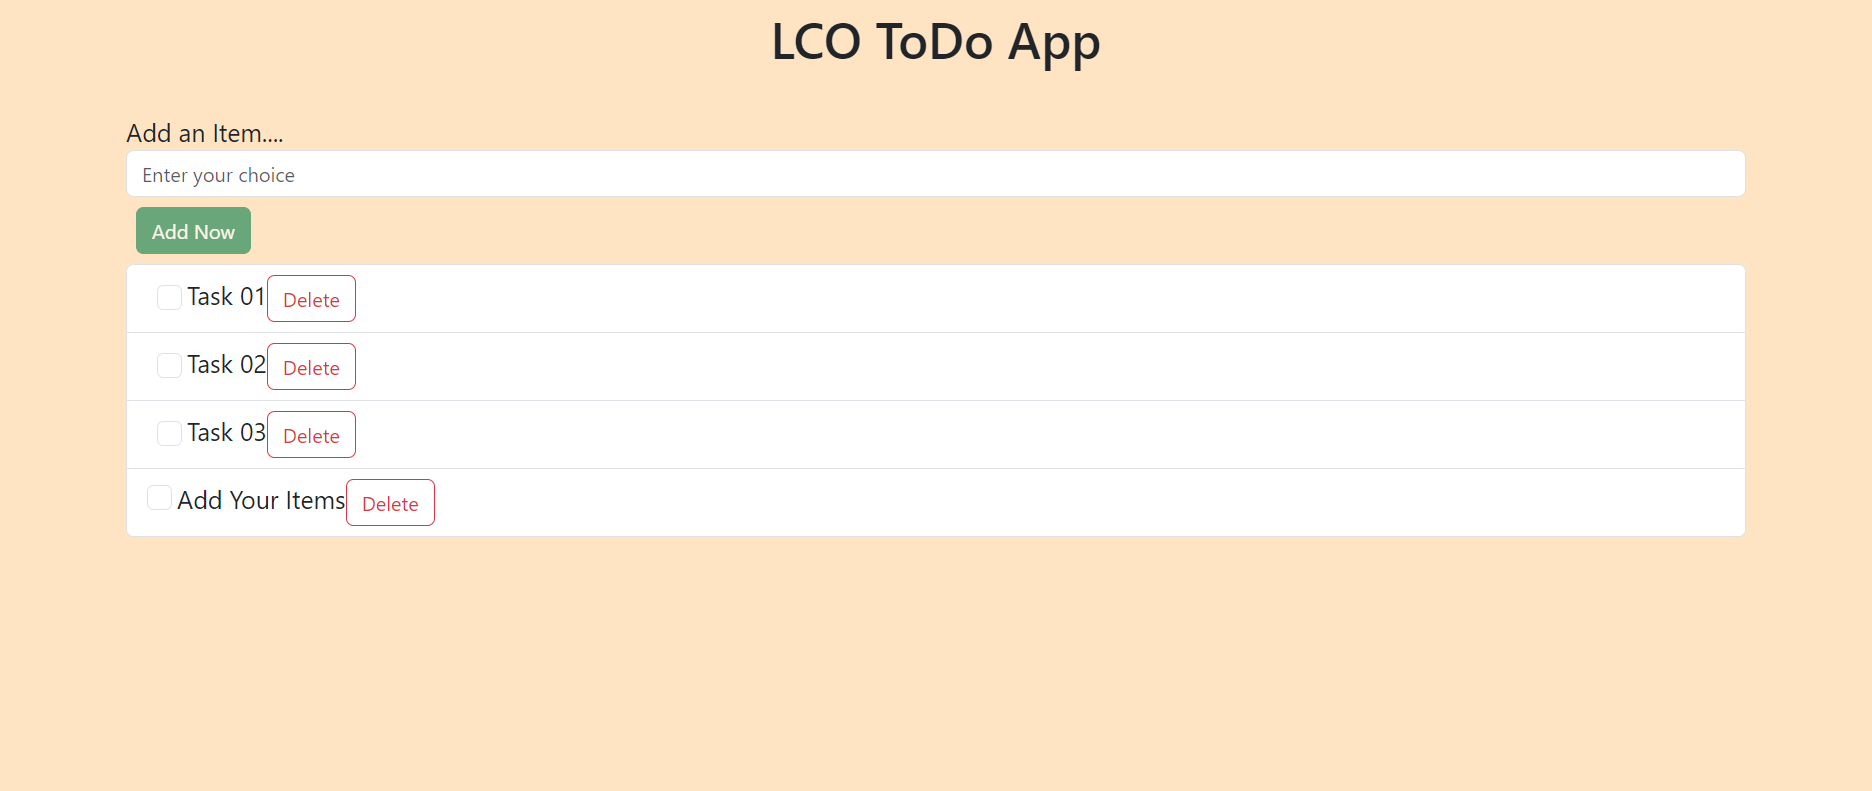 LCO ToDo App
Add an Item....
Enter your choice
Add Now
Task 01 Delete
Task 02 Delete
Task 03 Delete
Add Your Items Delete